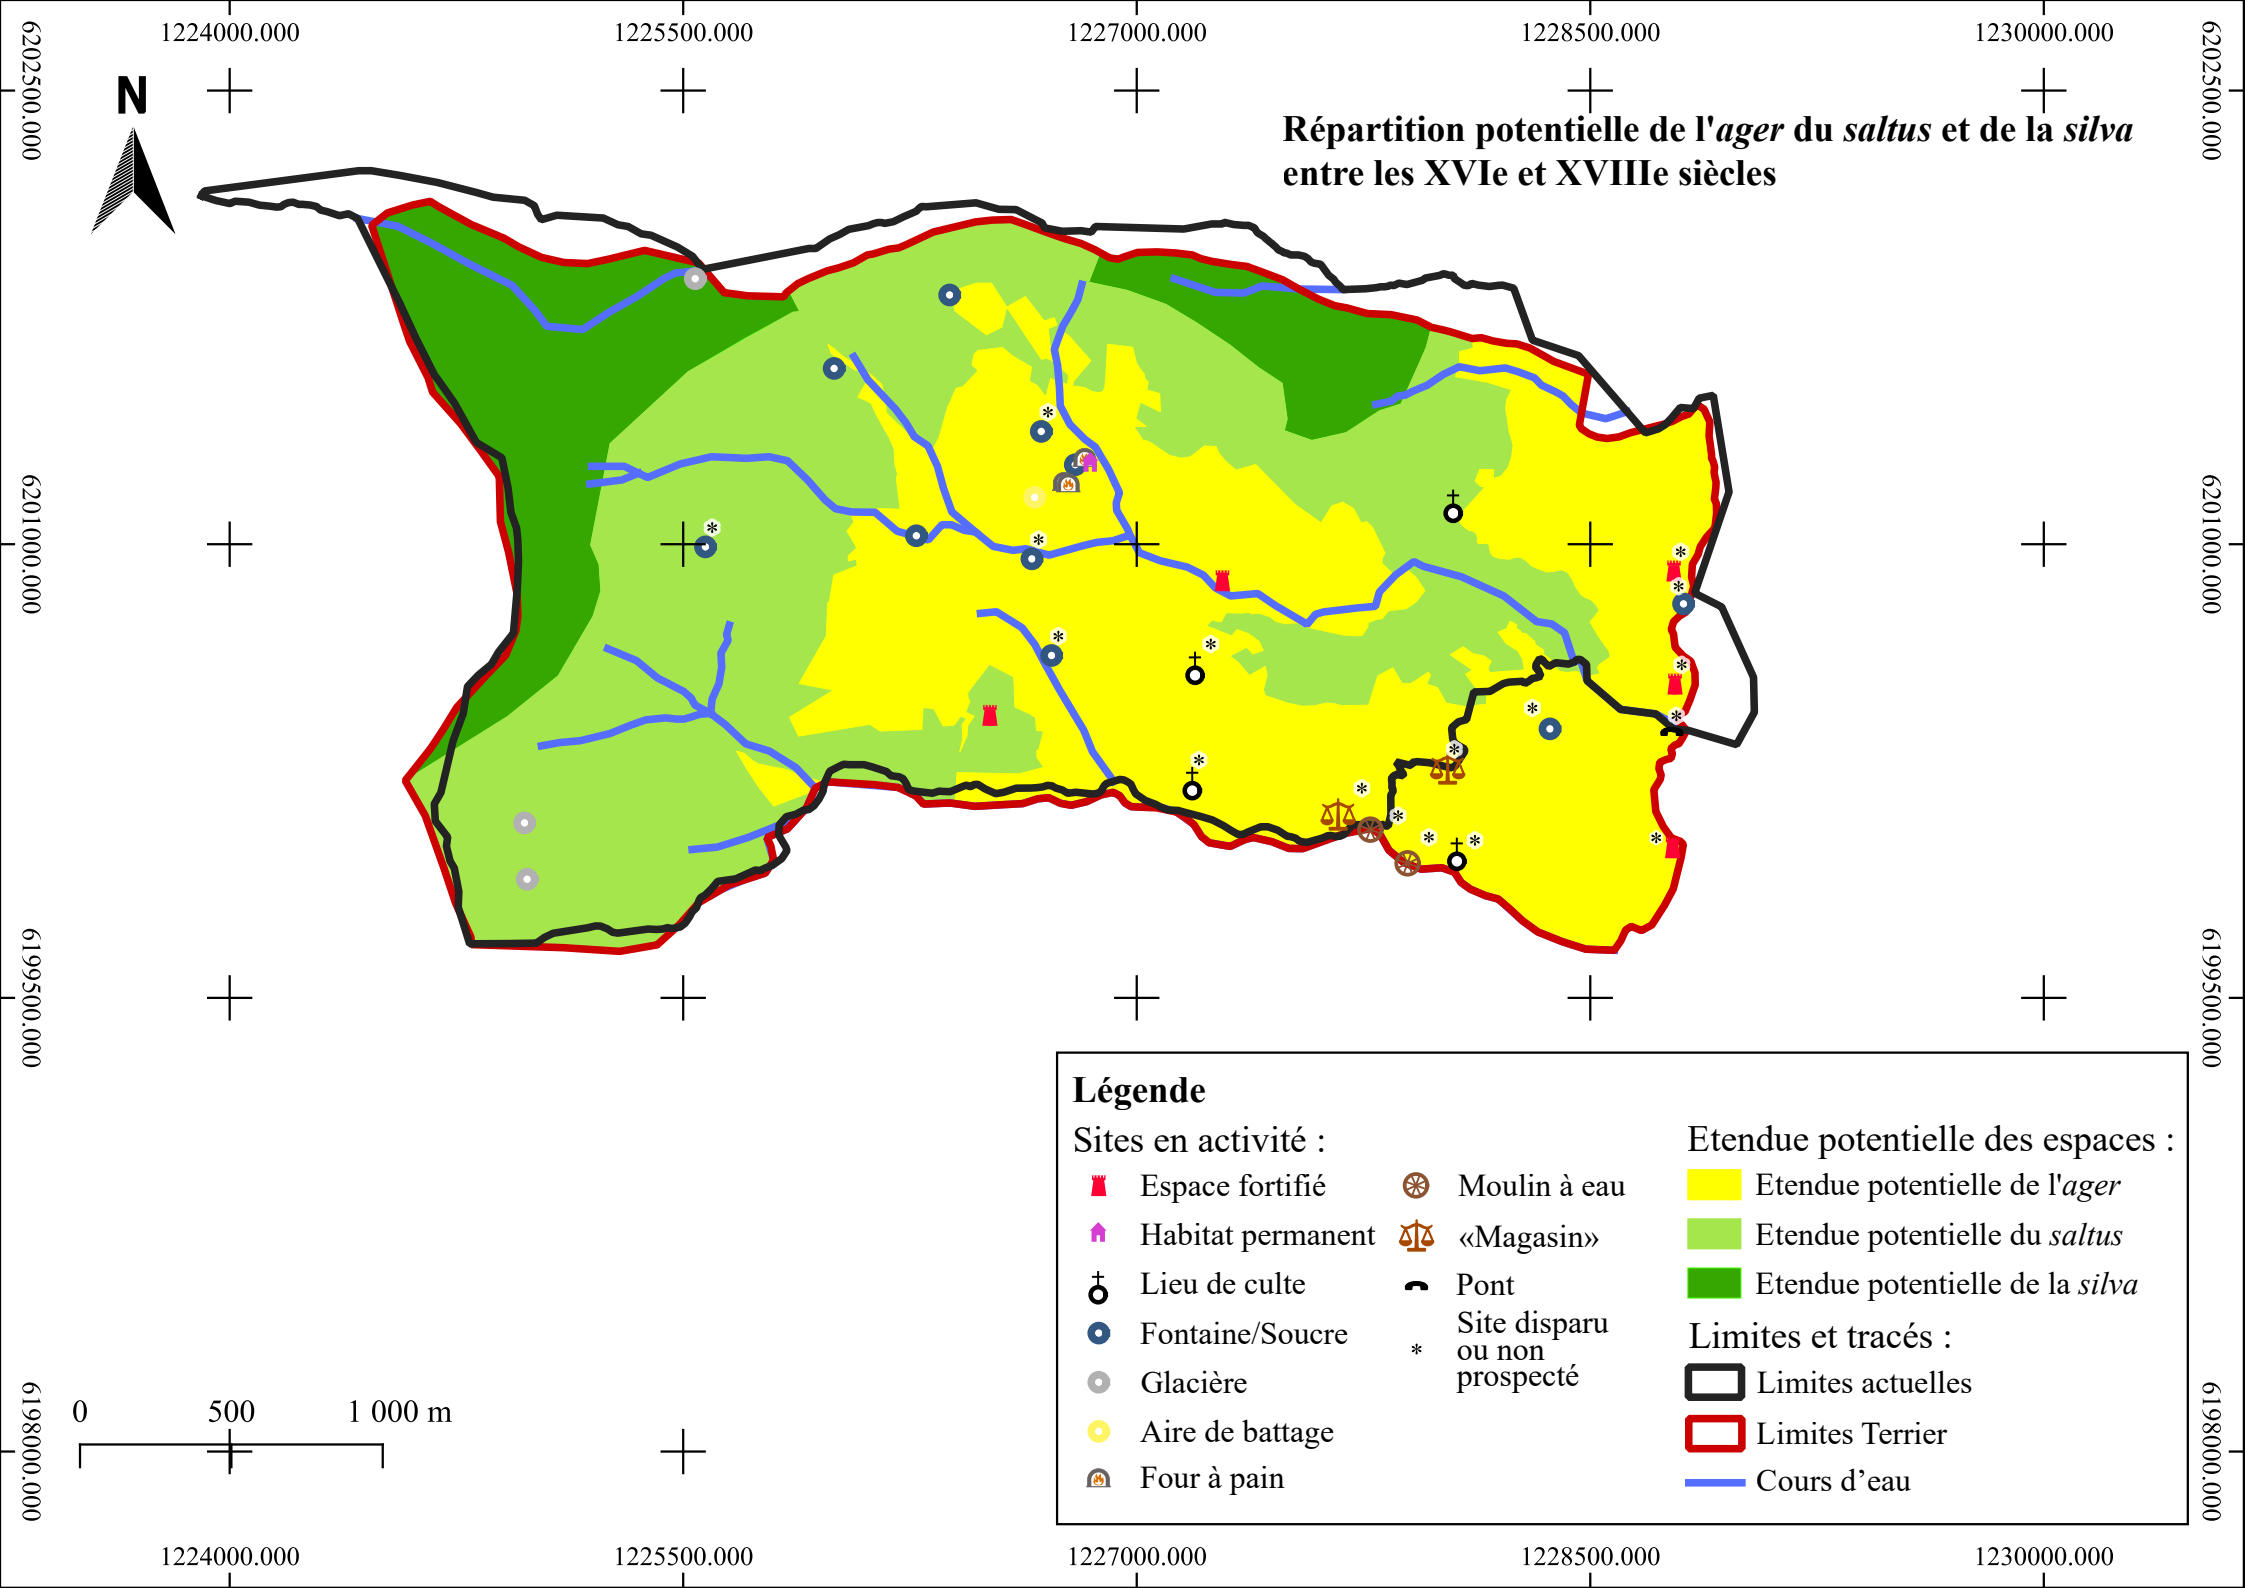 1224000.000 1225500.000 1227000.000 1228500.000 1230000.000
6202500.000 6202500.000
N
Répartition potentielle de l'ager du saltus et de la silva
entre les XVIe et XVIIIe siècles
6201000.000 6201000.000
6199500.000 6199500.000
Légende
Sites en activité :
Espace fortifié
Habitat permanent
Lieu de culte
Fontaine/Soucre
Glacière
Aire de battage
Four à pain
Moulin à eau
«Magasin»
Pont
* Site disparu
ou non
prospecté
Etendue potentielle des espaces :
Etendue potentielle de l'ager
Etendue potentielle du saltus
Etendue potentielle de la silva
Limites et tracés :
Limites actuelles
Limites Terrier
Cours d’eau
0 500 1 000 m
6198000.000 6198000.000
1224000.000 1225500.000 1227000.000 1228500.000 1230000.000